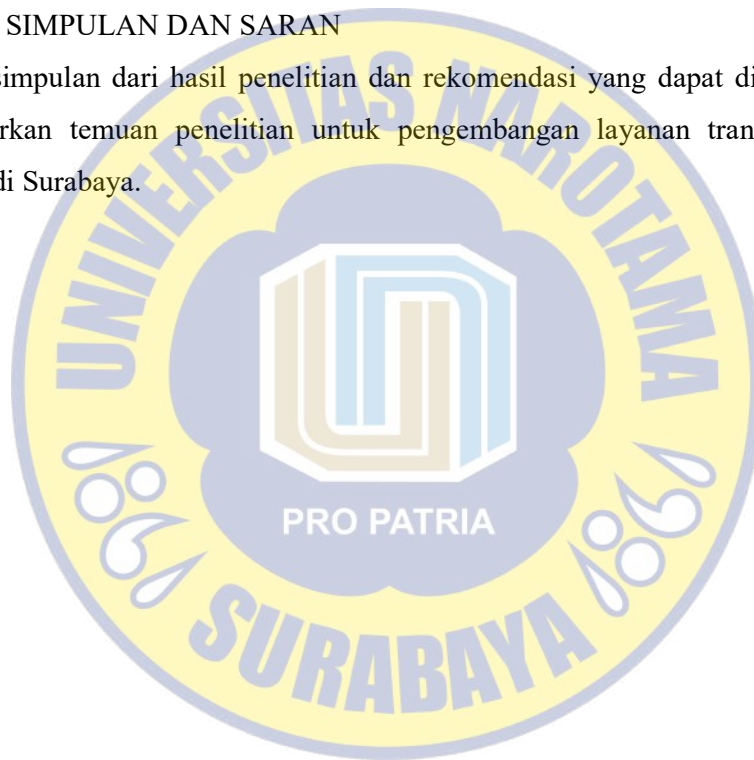 SIMPULAN DAN SARAN
simpulan dari hasil penelitian dan rekomendasi yang dapat di
rkan temuan penelitian untuk pengembangan layanan tran
di Surabaya.
UNIVERSITAS NAROTAMA
PRO PATRIA
SURABAYA